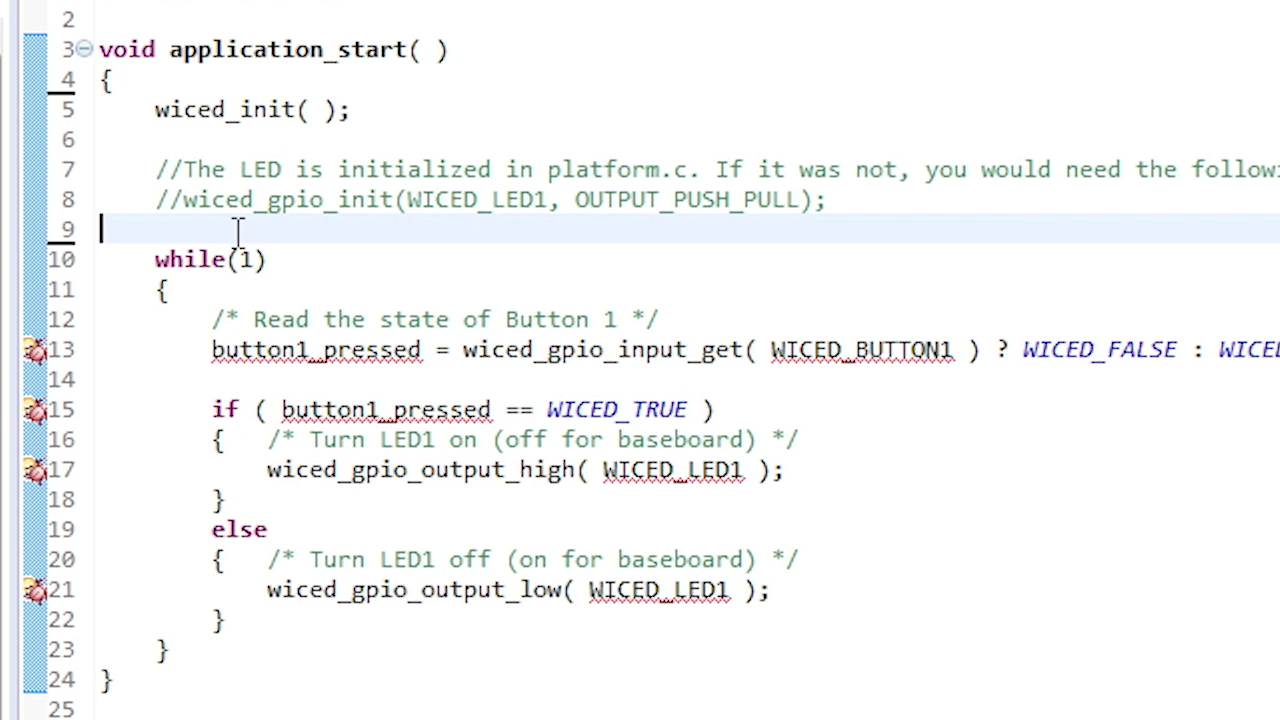 2
3 void application_start( )
4 {
5 wiced_init( );
6
7 //The LED is initialized in platform.c. If it was not, you would need the
8 //wiced_gpio_init(WICED_LED1, OUTPUT_PUSH_PULL);
9
10 while(1)
11 {
12 /* Read the state of Button 1 */
13 button1_pressed = wiced_gpio_input_get( WICED_BUTTON1 ) ? WICED_FALSE :
14
15 if ( button1_pressed == WICED_TRUE )
16 { /* Turn LED1 on (off for baseboard) */
17 wiced_gpio_output_high( WICED_LED1 );
18 }
19 else
20 { /* Turn LED1 off (on for baseboard) */
21 wiced_gpio_output_low( WICED_LED1 );
22 }
23 }
24 }
25